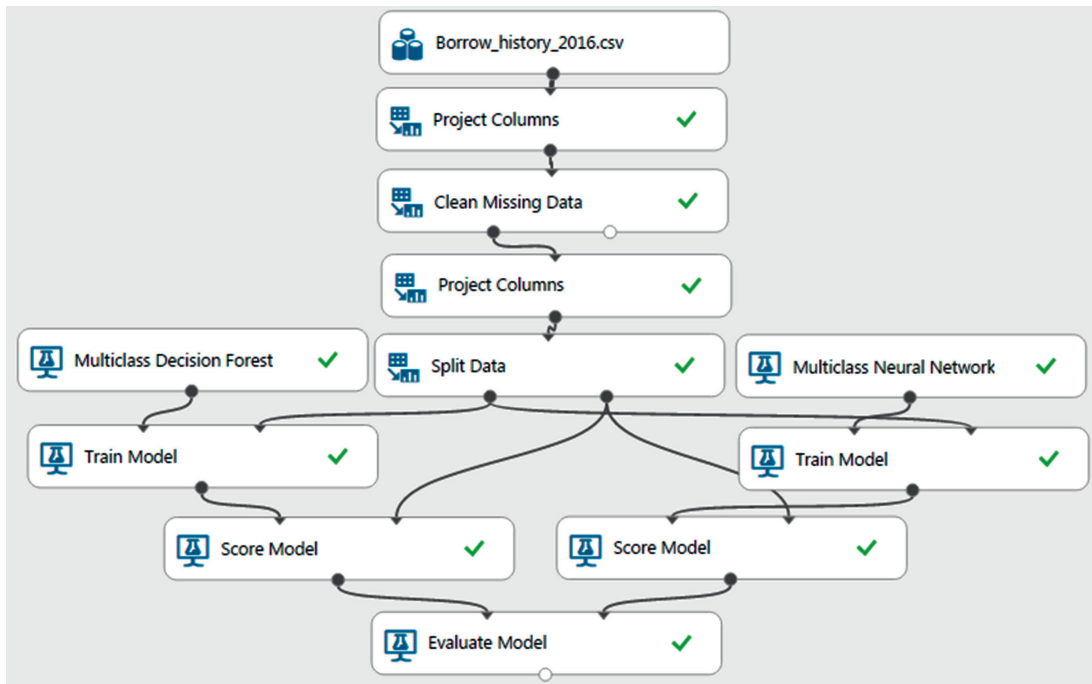 Borrow_history_2016.csv
Project Columns
Clean Missing Data
Project Columns
Multiclass Decision Forest
Split Data
Multiclass Neural Network
Train Model
Train Model
Score Model
Score Model
Evaluate Model